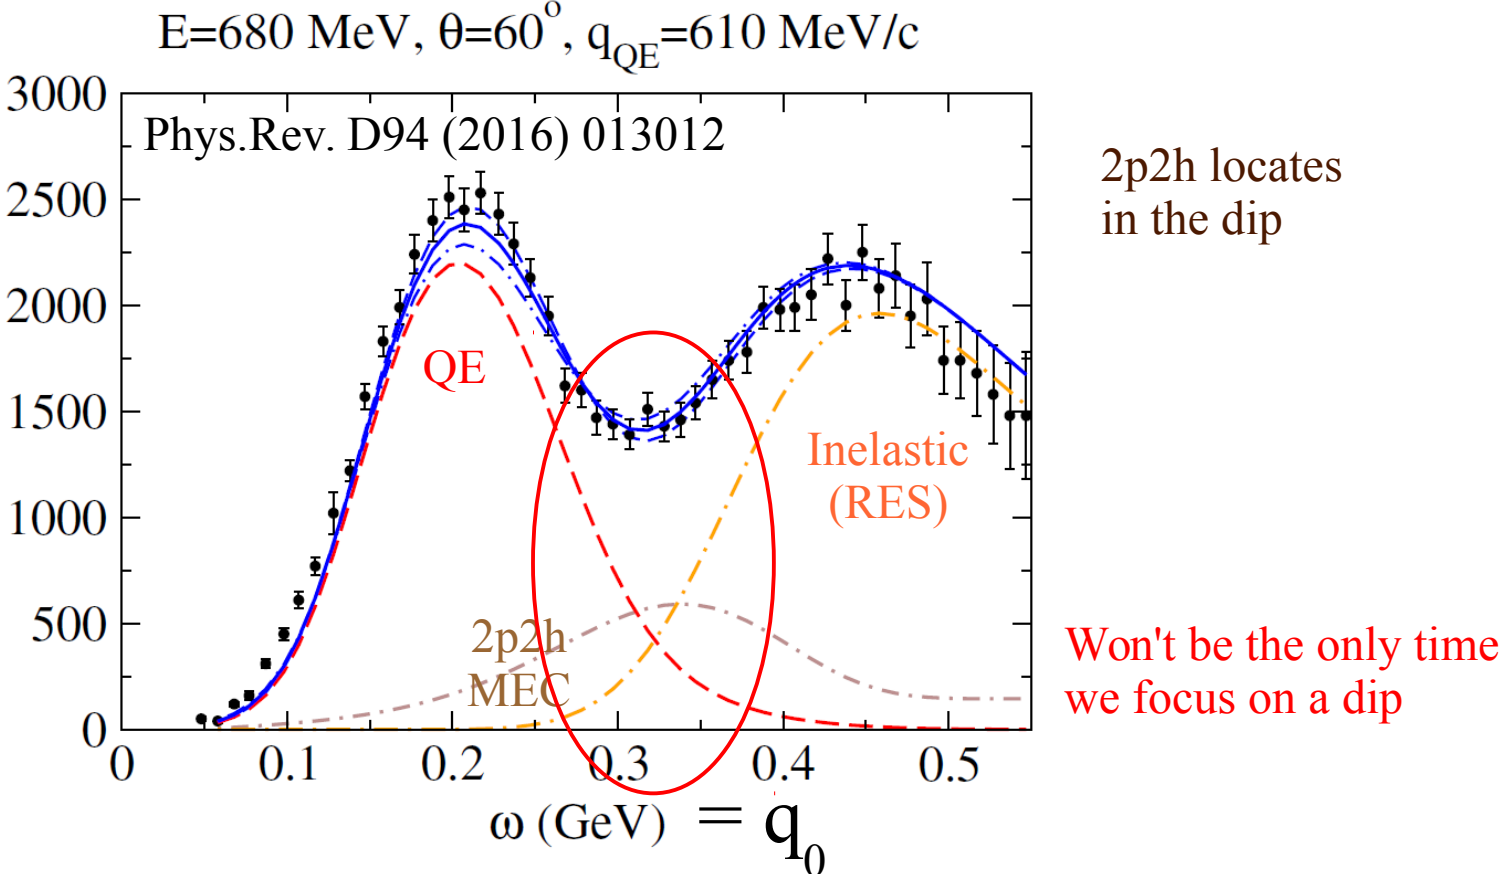 E=680 MeV, θ=60°, q_QE=610 MeV/c
3000
Phys.Rev. D94 (2016) 013012
2p2h locates
in the dip
2500
2000
QE
1500
Inelastic
(RES)
1000
500
2p2h
MEC
Won't be the only time
we focus on a dip
0
0 0.1 0.2 0.3 0.4 0.5
ω (GeV) = q₀